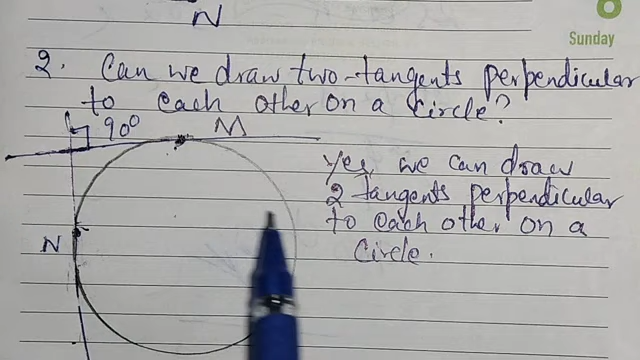 N
8
Sunday
2. Can we draw two-tangents perpendicular
to each other on a circle?
90° M
Yes, we can draw
2 tangents perpendicular
to each other on a
N
Circle.